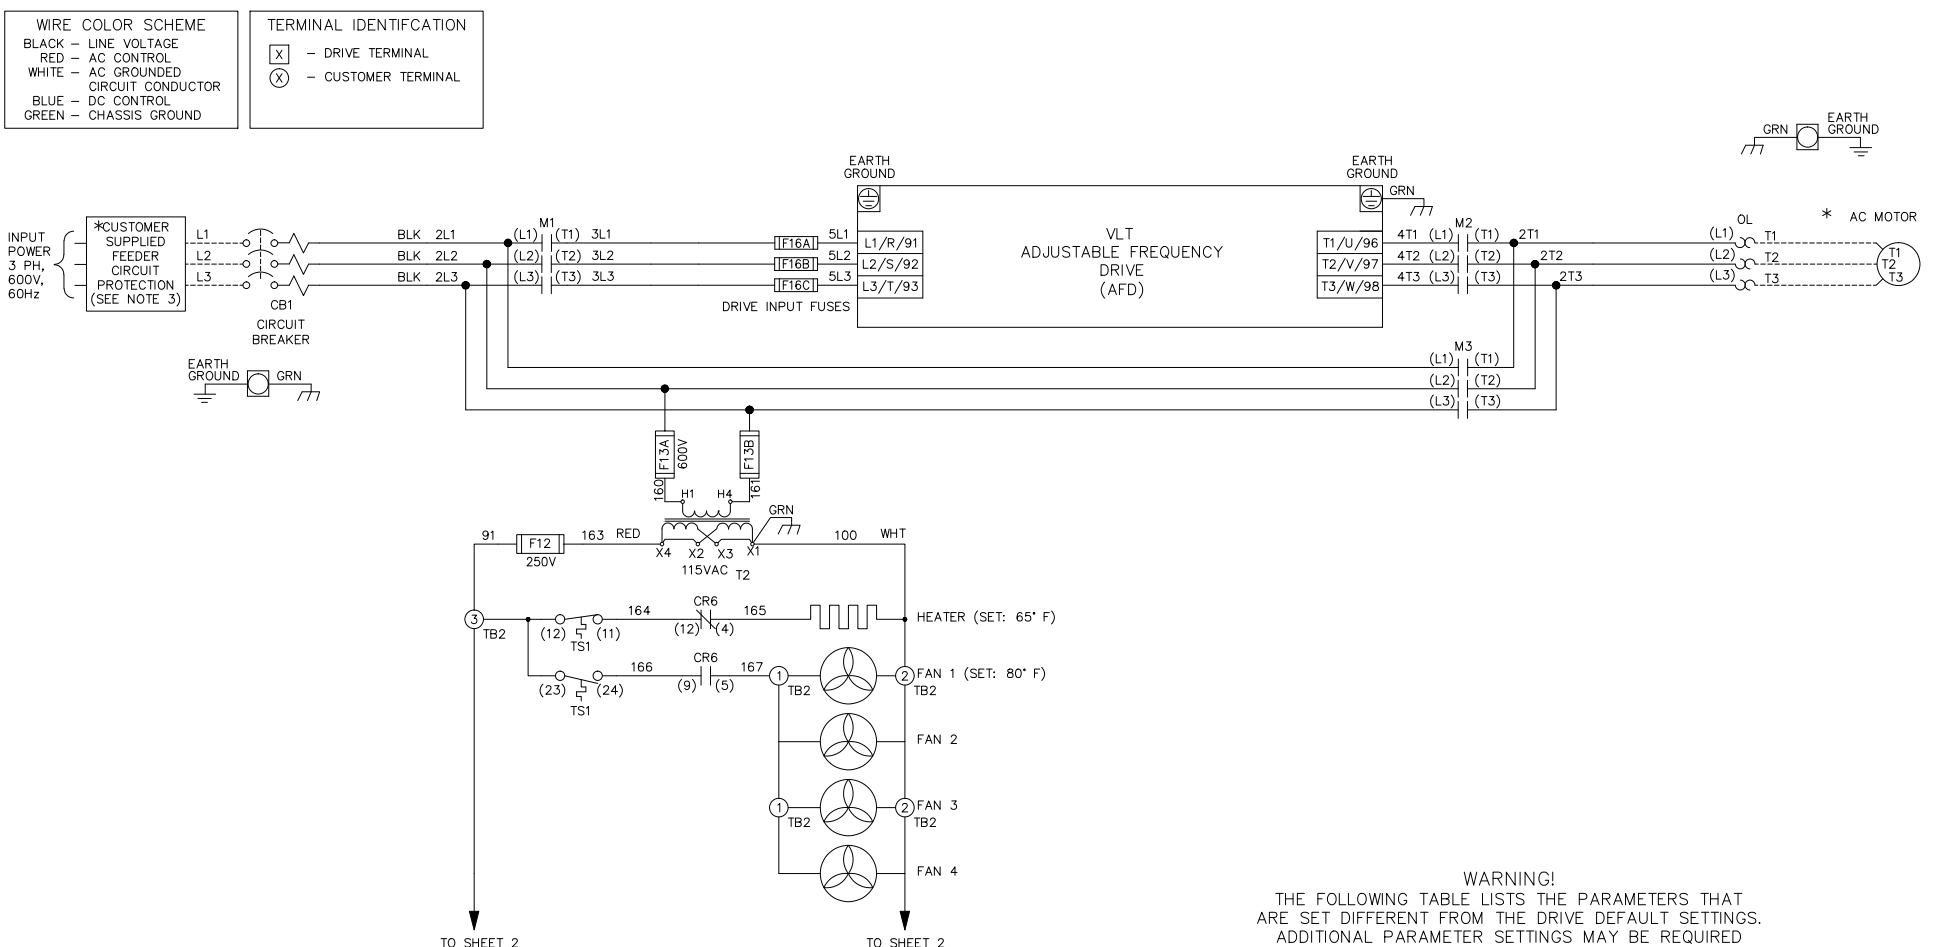 WIRE COLOR SCHEME
BLACK – LINE VOLTAGE
RED – AC CONTROL
WHITE – AC GROUNDED
CIRCUIT CONDUCTOR
BLUE – DC CONTROL
GREEN – CHASSIS GROUND
TERMINAL IDENTIFCATION
X – DRIVE TERMINAL
X – CUSTOMER TERMINAL
GRN
EARTH
GROUND
INPUT
POWER
3 PH,
600V,
60Hz
*CUSTOMER
SUPPLIED
FEEDER
CIRCUIT
PROTECTION
(SEE NOTE 3)
L1
L2
L3
CB1
CIRCUIT
BREAKER
EARTH
GROUND
GRN
BLK 2L1
BLK 2L2
BLK 2L3
M1
(L1) (T1) 3L1
(L2) (T2) 3L2
(L3) (T3) 3L3
F16A
F16B
F16C
DRIVE INPUT FUSES
5L1
5L2
5L3
EARTH
GROUND
L1/R/91
L2/S/92
L3/T/93
VLT
ADJUSTABLE FREQUENCY
DRIVE
(AFD)
EARTH
GROUND
GRN
T1/U/96
T2/V/97
T3/W/98
M2
4T1 (L1) (T1) 2T1
4T2 (L2) (T2) 2T2
4T3 (L3) (T3) 2T3
OL
(L1) T1
(L2) T2
(L3) T3
* AC MOTOR
T1
T2
T3
M3
(L1) (T1)
(L2) (T2)
(L3) (T3)
F13A
600V
F13B
160
161
H1 H4
GRN
91
F12
250V
163 RED
X4 X2 X3 X1
115VAC T2
100 WHT
3
TB2
(12) (11)
TS1
164
CR6
(12) (4)
165
HEATER (SET: 65° F)
(23) (24)
TS1
166
CR6
(9) (5)
167
1
TB2
2
TB2
FAN 1 (SET: 80° F)
FAN 2
1
TB2
2
TB2
FAN 3
FAN 4
TO SHEET 2
TO SHEET 2
WARNING!
THE FOLLOWING TABLE LISTS THE PARAMETERS THAT
ARE SET DIFFERENT FROM THE DRIVE DEFAULT SETTINGS.
ADDITIONAL PARAMETER SETTINGS MAY BE REQUIRED